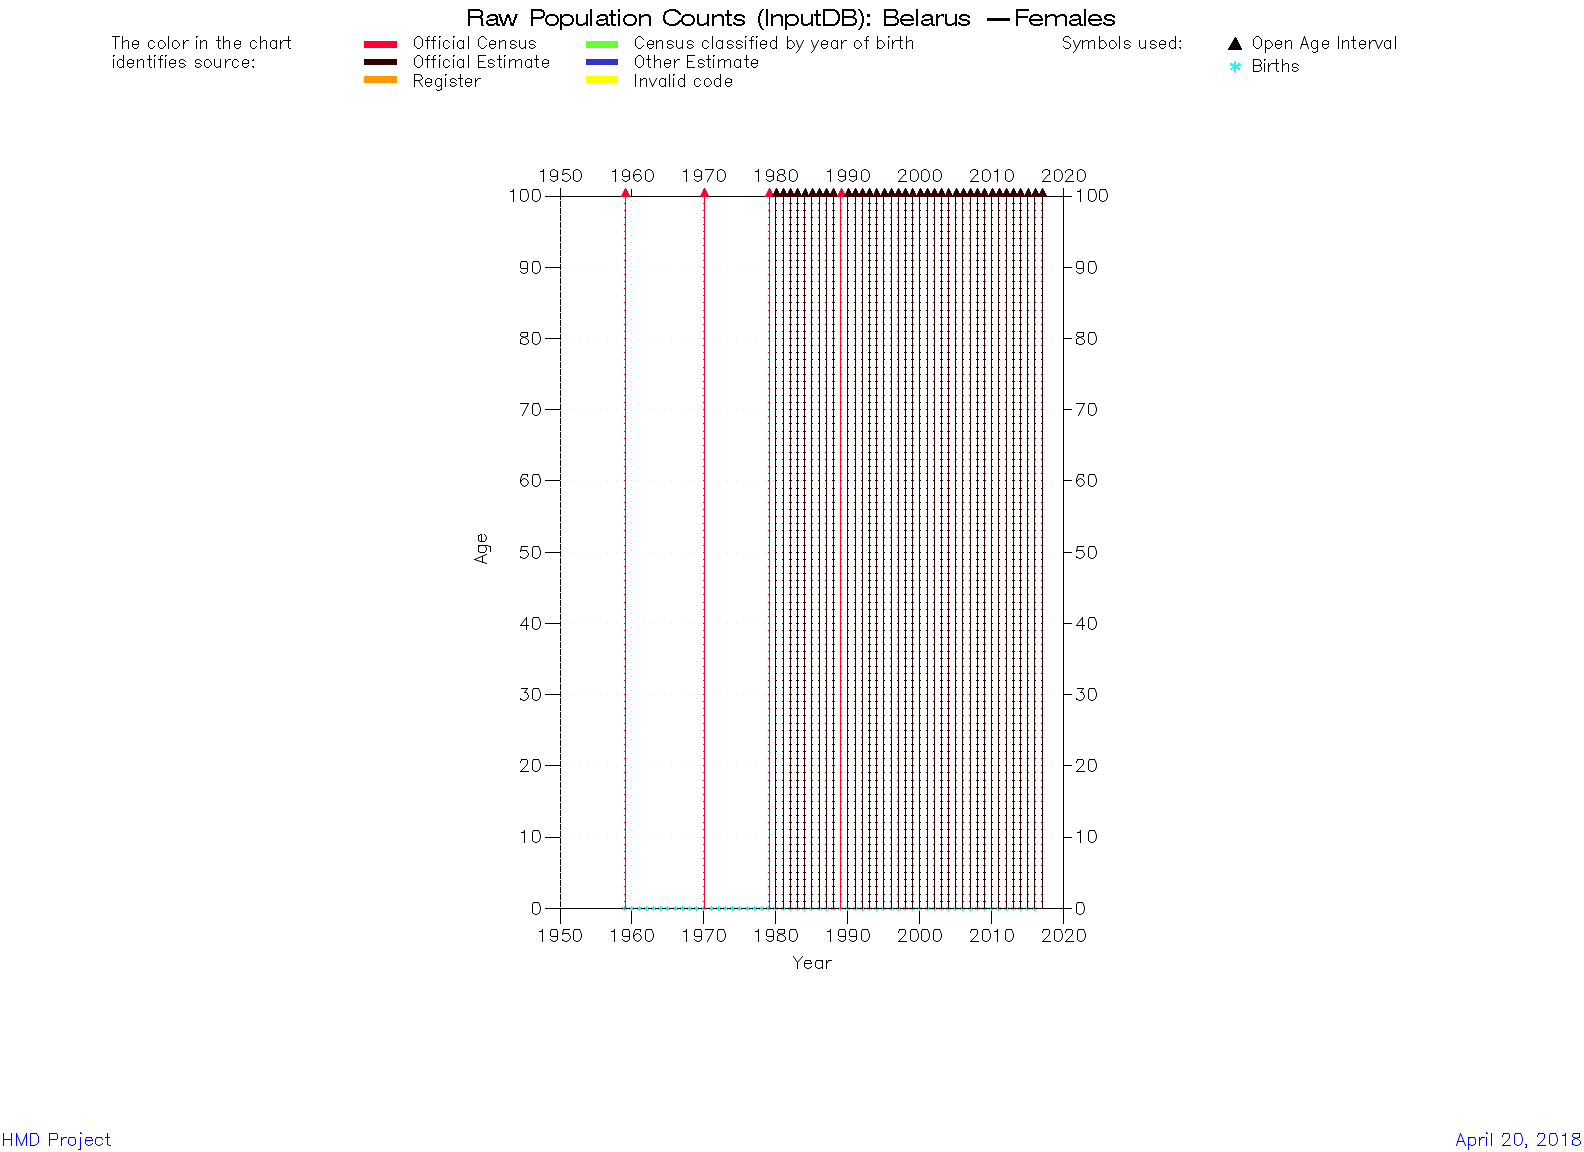 Raw Population Counts (InputDB): Belarus — Females
The color in the chart
identifies source:
Official Census
Official Estimate
Register
Census classified by year of birth
Other Estimate
Invalid code
Symbols used:
Open Age Interval
Births
1950 1960 1970 1980 1990 2000 2010 2020
100 100
90 90
80 80
70 70
60 60
Age
50 50
40 40
30 30
20 20
10 10
0 0
1950 1960 1970 1980 1990 2000 2010 2020
Year
HMD Project
April 20, 2018